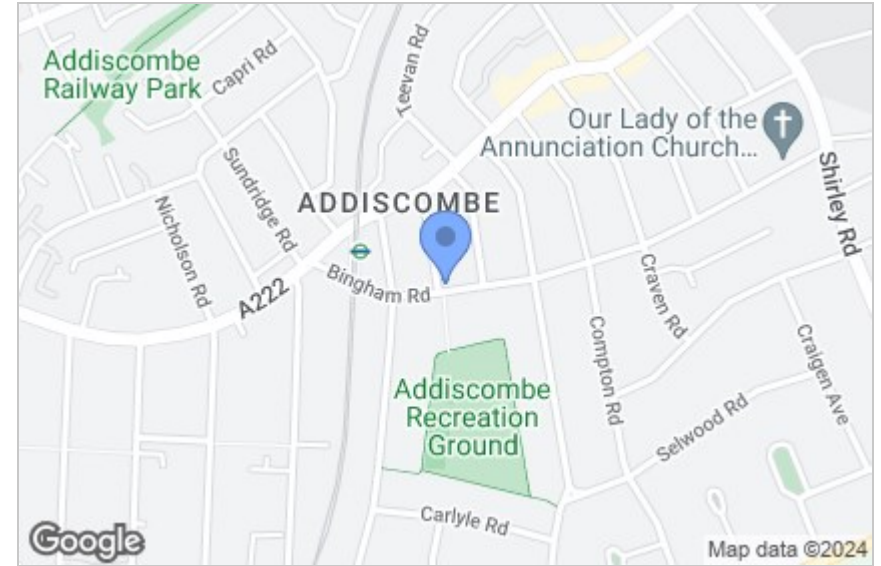 Addiscombe
Railway Park
Capri Rd
Teevan Rd
Our Lady of the
Annunciation Church...
Shirley Rd
Sundridge Rd
ADDISCOMBE
Nicholson Rd
A222
Bingham Rd
Craven Rd
Compton Rd
Craigen Ave
Addiscombe
Recreation
Ground
Selwood Rd
Carlyle Rd
Google
Map data ©2024